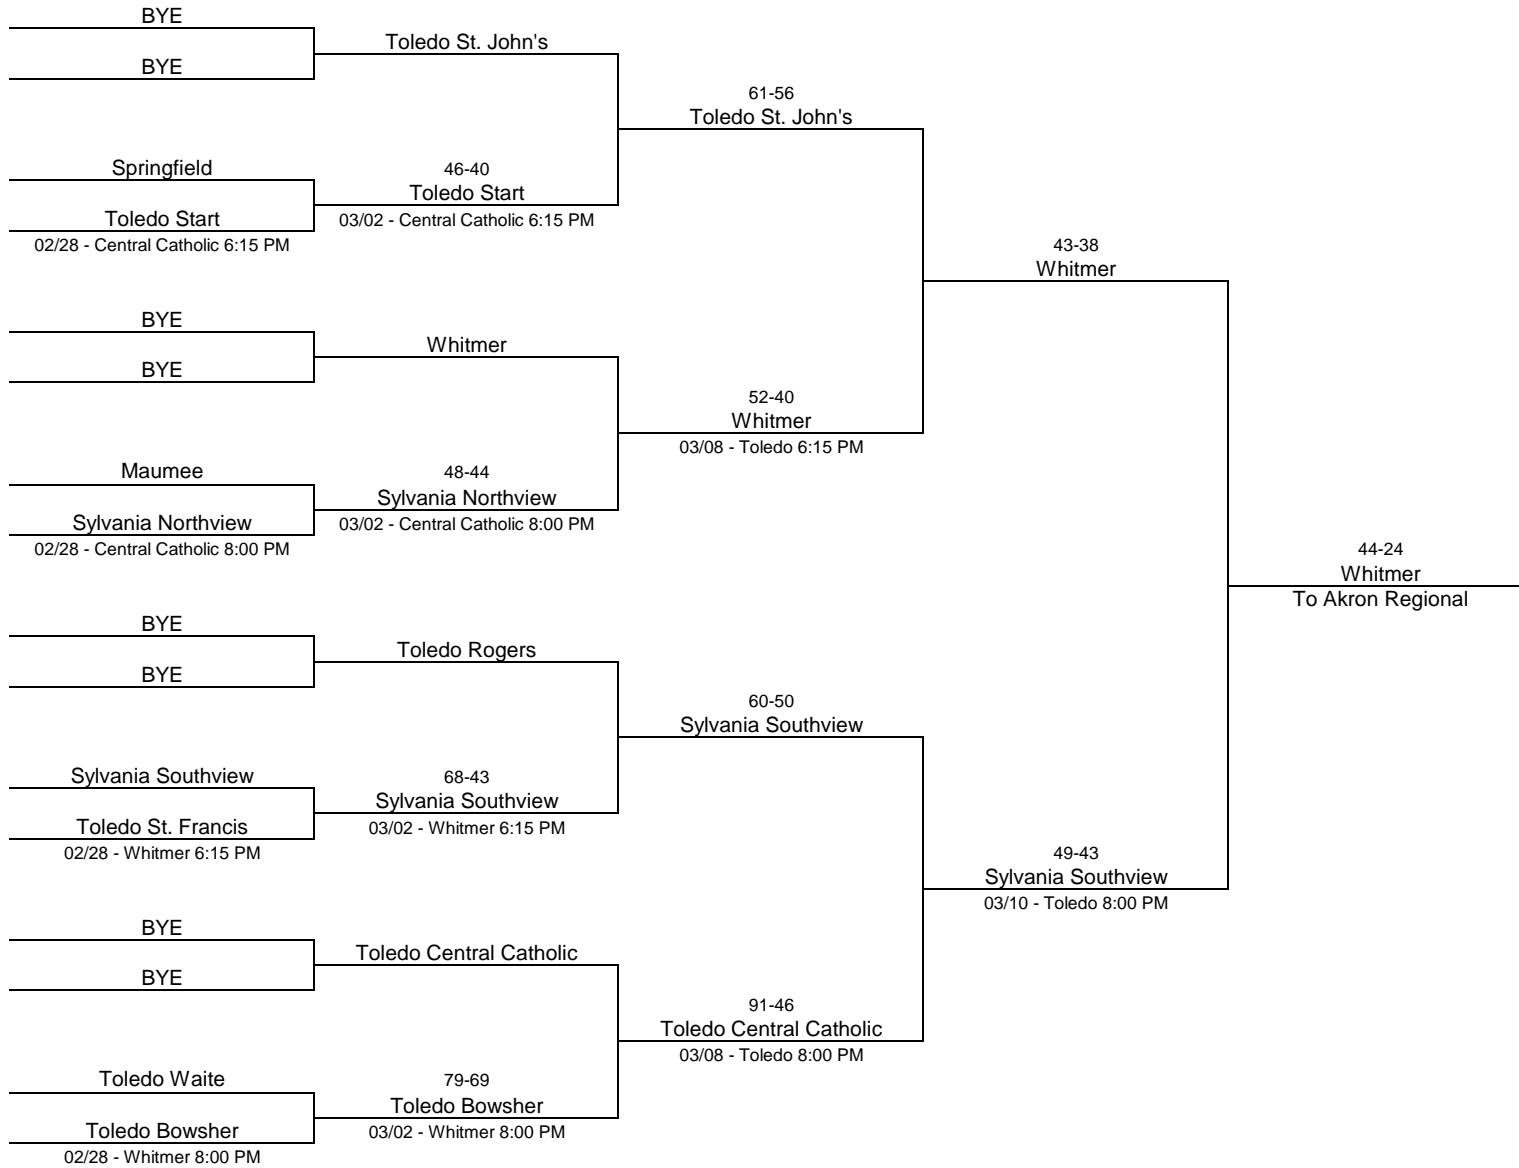 BYE
Toledo St. John's
BYE
61-56
Toledo St. John's
Springfield
46-40
Toledo Start
Toledo Start
03/02 - Central Catholic 6:15 PM
02/28 - Central Catholic 6:15 PM
43-38
Whitmer
BYE
Whitmer
BYE
52-40
Whitmer
03/08 - Toledo 6:15 PM
Maumee
48-44
Sylvania Northview
Sylvania Northview
03/02 - Central Catholic 8:00 PM
02/28 - Central Catholic 8:00 PM
44-24
Whitmer
To Akron Regional
BYE
Toledo Rogers
BYE
60-50
Sylvania Southview
Sylvania Southview
68-43
Sylvania Southview
Toledo St. Francis
03/02 - Whitmer 6:15 PM
02/28 - Whitmer 6:15 PM
49-43
Sylvania Southview
03/10 - Toledo 8:00 PM
BYE
Toledo Central Catholic
BYE
91-46
Toledo Central Catholic
03/08 - Toledo 8:00 PM
Toledo Waite
79-69
Toledo Bowsher
Toledo Bowsher
03/02 - Whitmer 8:00 PM
02/28 - Whitmer 8:00 PM